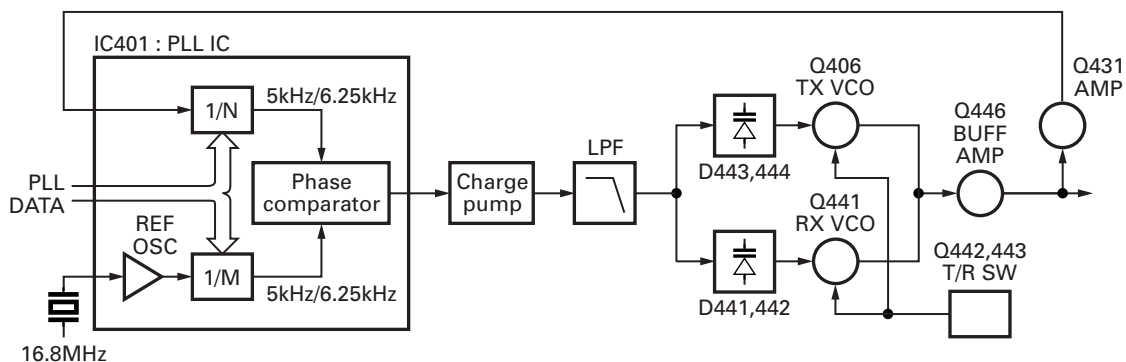 IC401 : PLL IC
1/N
5kHz/6.25kHz
PLL
DATA
REF
OSC
1/M
5kHz/6.25kHz
16.8MHz
Phase
comparator
Charge
pump
LPF
D443,444
Q406
TX VCO
D441,442
Q441
RX VCO
Q446
BUFF
AMP
Q431
AMP
Q442,443
T/R SW